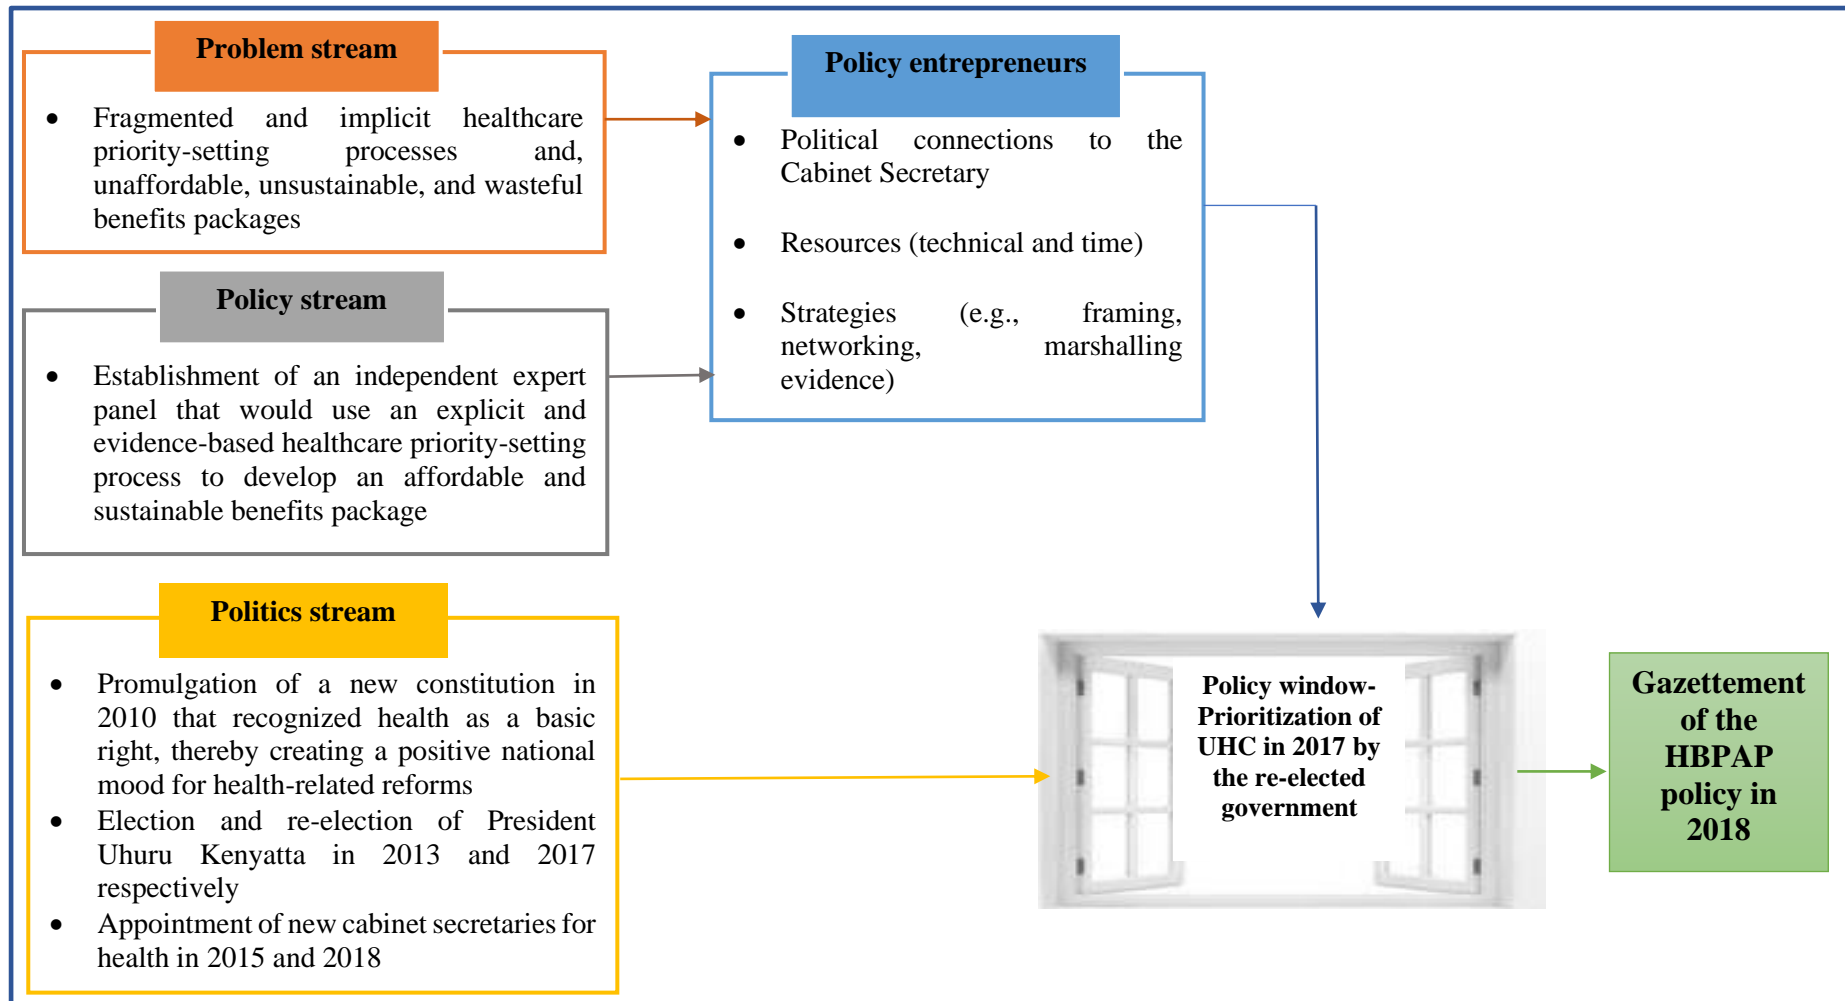 Problem stream
• Fragmented and implicit healthcare
priority-setting processes and,
unaffordable, unsustainable, and wasteful
benefits packages
Policy stream
• Establishment of an independent expert
panel that would use an explicit and
evidence-based healthcare priority-setting
process to develop an affordable and
sustainable benefits package
Politics stream
• Promulgation of a new constitution in
2010 that recognized health as a basic
right, thereby creating a positive national
mood for health-related reforms
• Election and re-election of President
Uhuru Kenyatta in 2013 and 2017
respectively
• Appointment of new cabinet secretaries for
health in 2015 and 2018
Policy entrepreneurs
• Political connections to the
Cabinet Secretary
• Resources (technical and time)
• Strategies (e.g., framing,
networking, marshalling
evidence)
Policy window-
Prioritization of
UHC in 2017 by
the re-elected
government
Gazettement
of the
HBPAP
policy in
2018